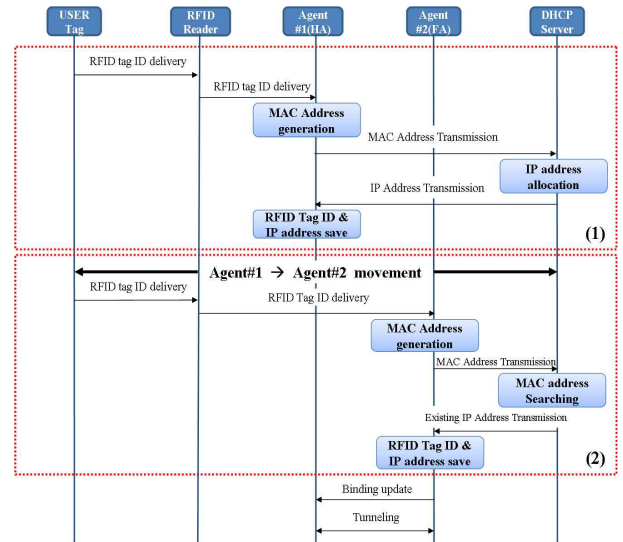 USER
Tag
RFID
Reader
Agent
#1(HA)
Agent
#2(FA)
DHCP
Server
RFID tag ID delivery
RFID tag ID delivery
MAC Address
generation
MAC Address Transmission
IP address
allocation
IP Address Transmission
RFID Tag ID &
IP address save
(1)
Agent#1 → Agent#2 movement
RFID tag ID delivery
RFID Tag ID delivery
MAC Address
generation
MAC Address Transmission
MAC address
Searching
Existing IP Address Transmission
RFID Tag ID &
IP address save
(2)
Binding update
Tunneling